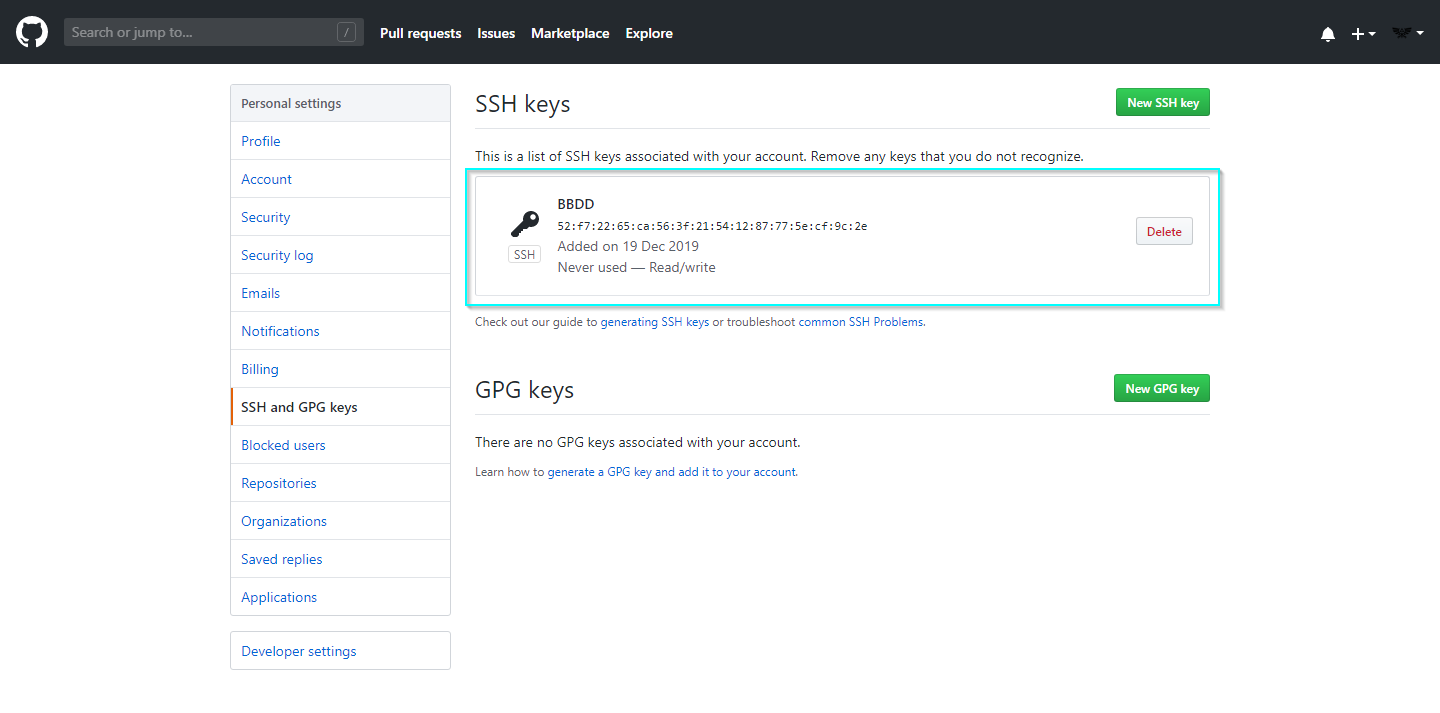 Search or jump to...
/
Pull requests
Issues
Marketplace
Explore
Personal settings
Profile
Account
Security
Security log
Emails
Notifications
Billing
SSH and GPG keys
Blocked users
Repositories
Organizations
Saved replies
Applications
Developer settings
SSH keys
New SSH key
This is a list of SSH keys associated with your account. Remove any keys that you do not recognize.
BBDD
52:f7:22:65:ca:56:3f:21:54:12:87:77:5e:cf:9c:2e
SSH
Added on 19 Dec 2019
Never used — Read/write
Delete
Check out our guide to generating SSH keys or troubleshoot common SSH Problems.
GPG keys
New GPG key
There are no GPG keys associated with your account.
Learn how to generate a GPG key and add it to your account.